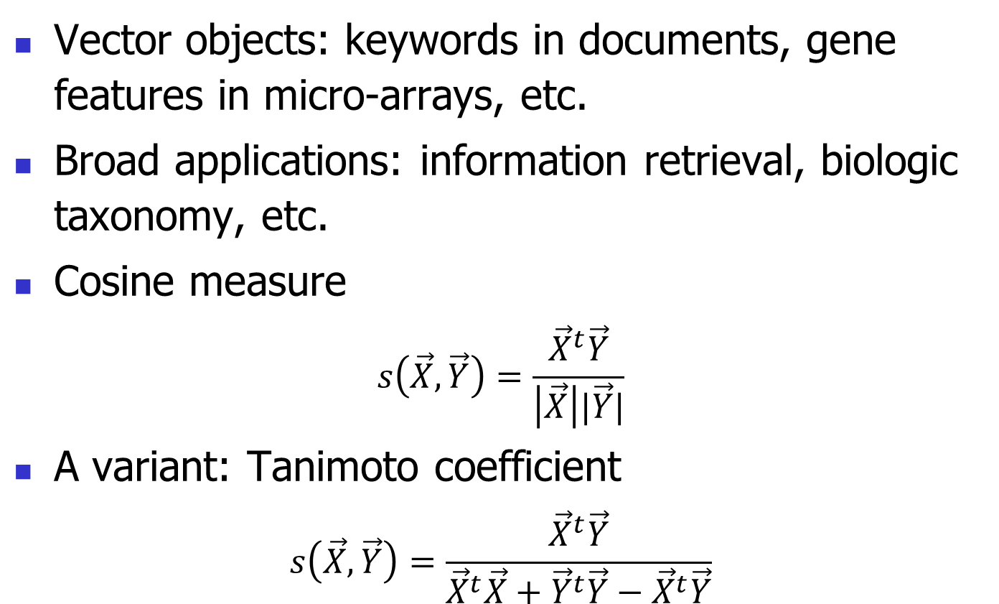 ▪ Vector objects: keywords in documents, gene
features in micro-arrays, etc.
▪ Broad applications: information retrieval, biologic
taxonomy, etc.
▪ Cosine measure
$s(\vec{X},\vec{Y}) = \frac{\vec{X}^t\vec{Y}}{|\vec{X}||\vec{Y}|}$
▪ A variant: Tanimoto coefficient
$s(\vec{X},\vec{Y}) = \frac{\vec{X}^t\vec{Y}}{\vec{X}^t\vec{X} + \vec{Y}^t\vec{Y} - \vec{X}^t\vec{Y}}$